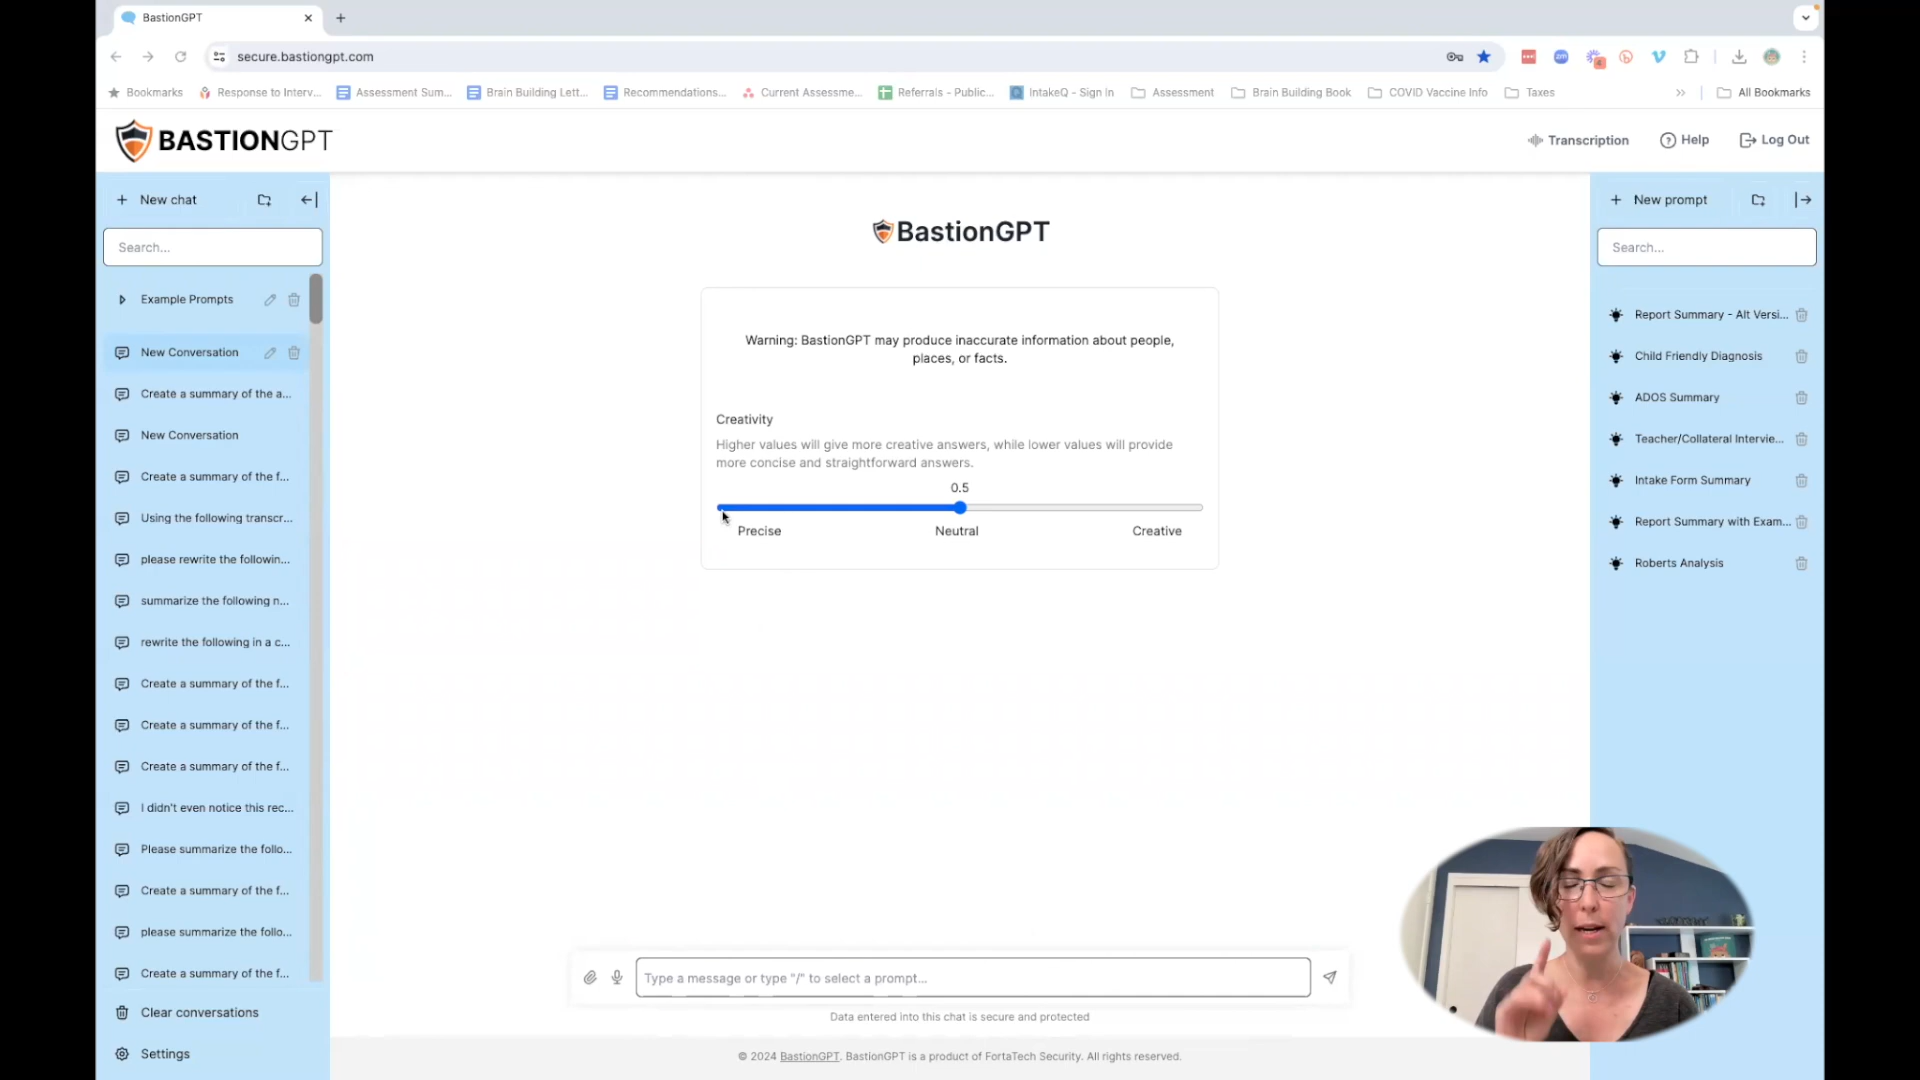 BastionGPT
secure.bastiongpt.com
Bookmarks
Response to Interv...
Assessment Sum...
Brain Building Lett...
Recommendations...
Current Assessme...
Referrals - Public...
IntakeQ - Sign in
Assessment
Brain Building Book
COVID Vaccine Info
Taxes
All Bookmarks
BASTIONGPT
Transcription
Help
Log Out
New chat
Search...
Example Prompts
New Conversation
Create a summary of the a...
New Conversation
Create a summary of the f...
Using the following transcr...
please rewrite the followin...
summarize the following n...
rewrite the following in a c...
Create a summary of the f...
Create a summary of the f...
Create a summary of the f...
I didn't even notice this rec...
Please summarize the follo...
Create a summary of the f...
please summarize the follo...
Create a summary of the f...
Clear conversations
Settings
BastionGPT
Warning: BastionGPT may produce inaccurate information about people,
places, or facts.
Creativity
Higher values will give more creative answers, while lower values will provide
more concise and straightforward answers.
0.5
Precise
Neutral
Creative
Type a message or type "/" to select a prompt...
Data entered into this chat is secure and protected
© 2024 BastionGPT. BastionGPT is a product of FortaTech Security. All rights reserved.
New prompt
Search...
Report Summary - Alt Versi...
Child Friendly Diagnosis
ADOS Summary
Teacher/Collateral Intervie...
Intake Form Summary
Report Summary with Exam...
Roberts Analysis